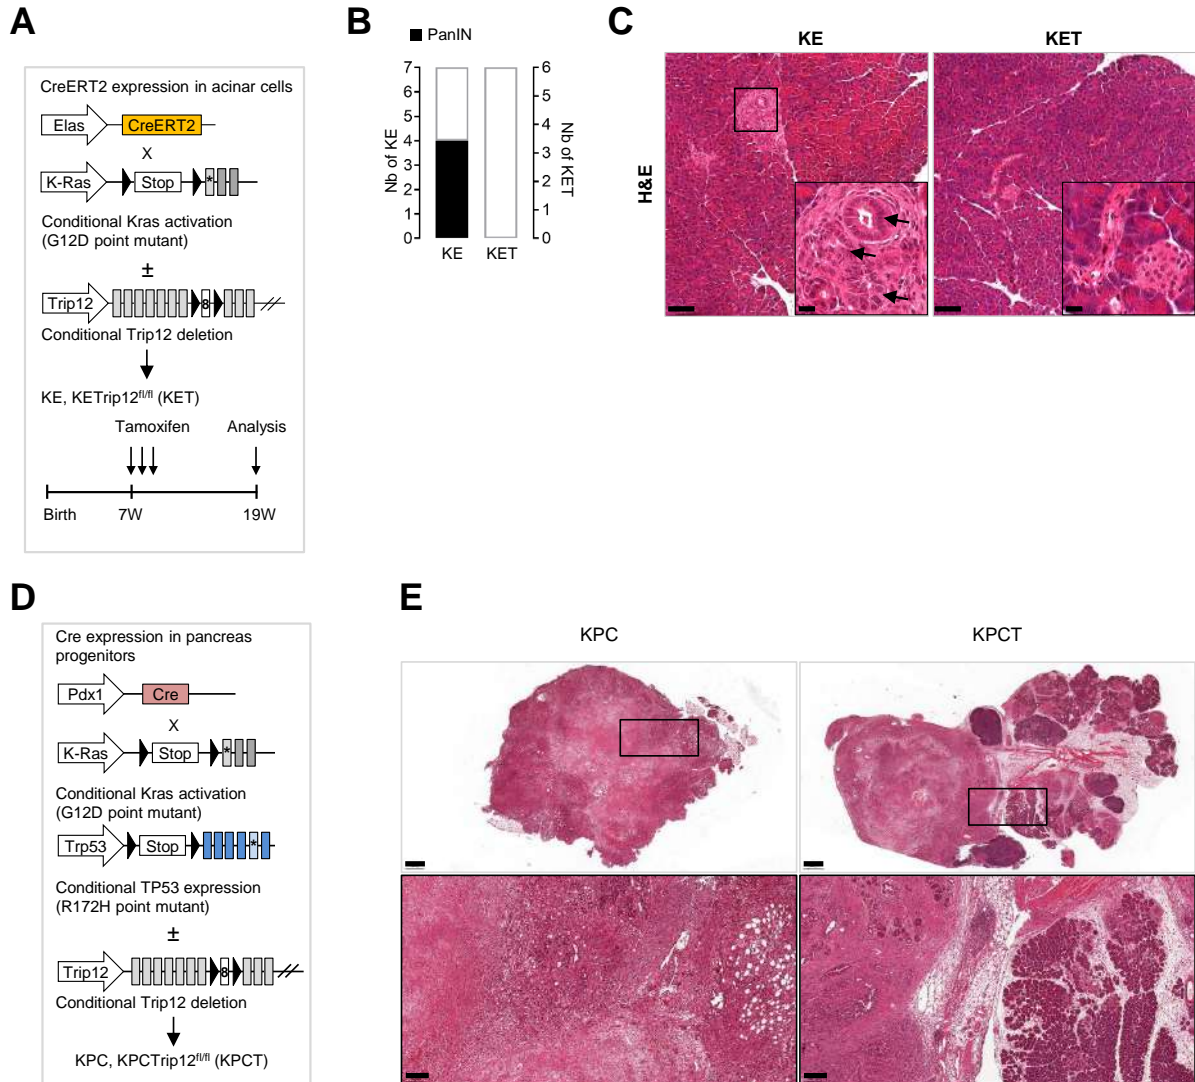 A
CreERT2 expression in acinar cells
Elas
CreERT2
X
K-Ras
Stop
*
Conditional Kras activation
(G12D point mutant)
±
Trip12
8
Conditional Trip12 deletion
KE, KETrip12fl/fl (KET)
Tamoxifen
Analysis
Birth
7W
19W
B
PanIN
Nb of KE
7
6
5
4
3
2
1
0
KE
KET
6
5
4
3
2
1
0
Nb of KET
C
KE
KET
H&E
D
Cre expression in pancreas
progenitors
Pdx1
Cre
X
K-Ras
Stop
*
Conditional Kras activation
(G12D point mutant)
Trp53
Stop
*
Conditional TP53 expression
(R172H point mutant)
±
Trip12
8
Conditional Trip12 deletion
KPC, KPCTrip12fl/fl (KPCT)
E
KPC
KPCT